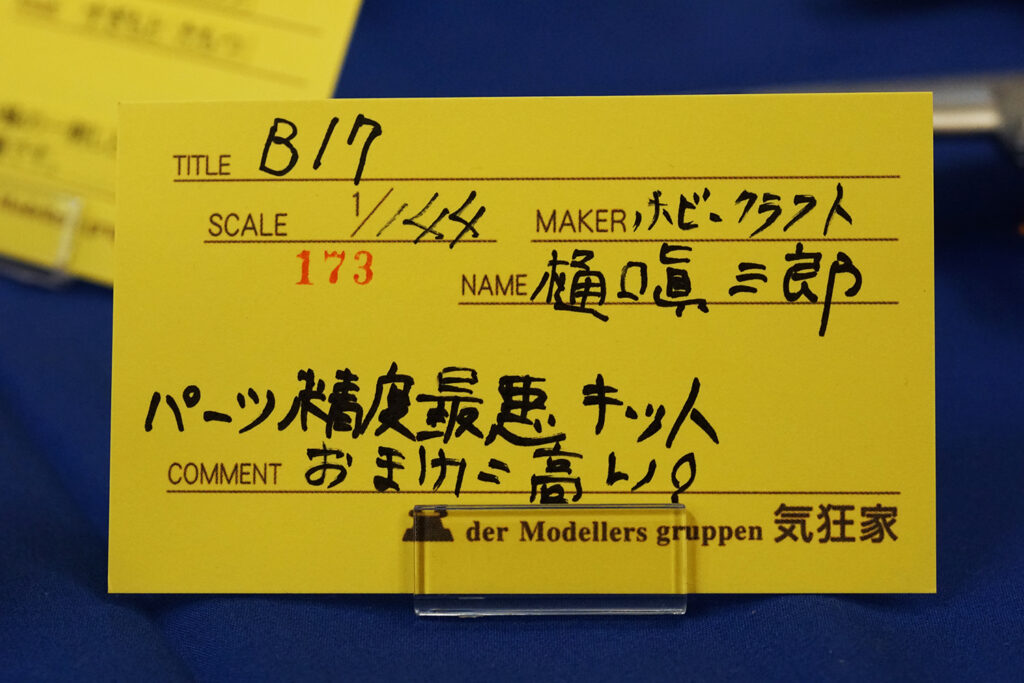 TITLE B17
SCALE 1/144 MAKER ホビークラフト
173
NAME 樋口眞三郎
パーツ精度最悪キット
COMMENT おまけに高い。
der Modellers gruppen 気狂家